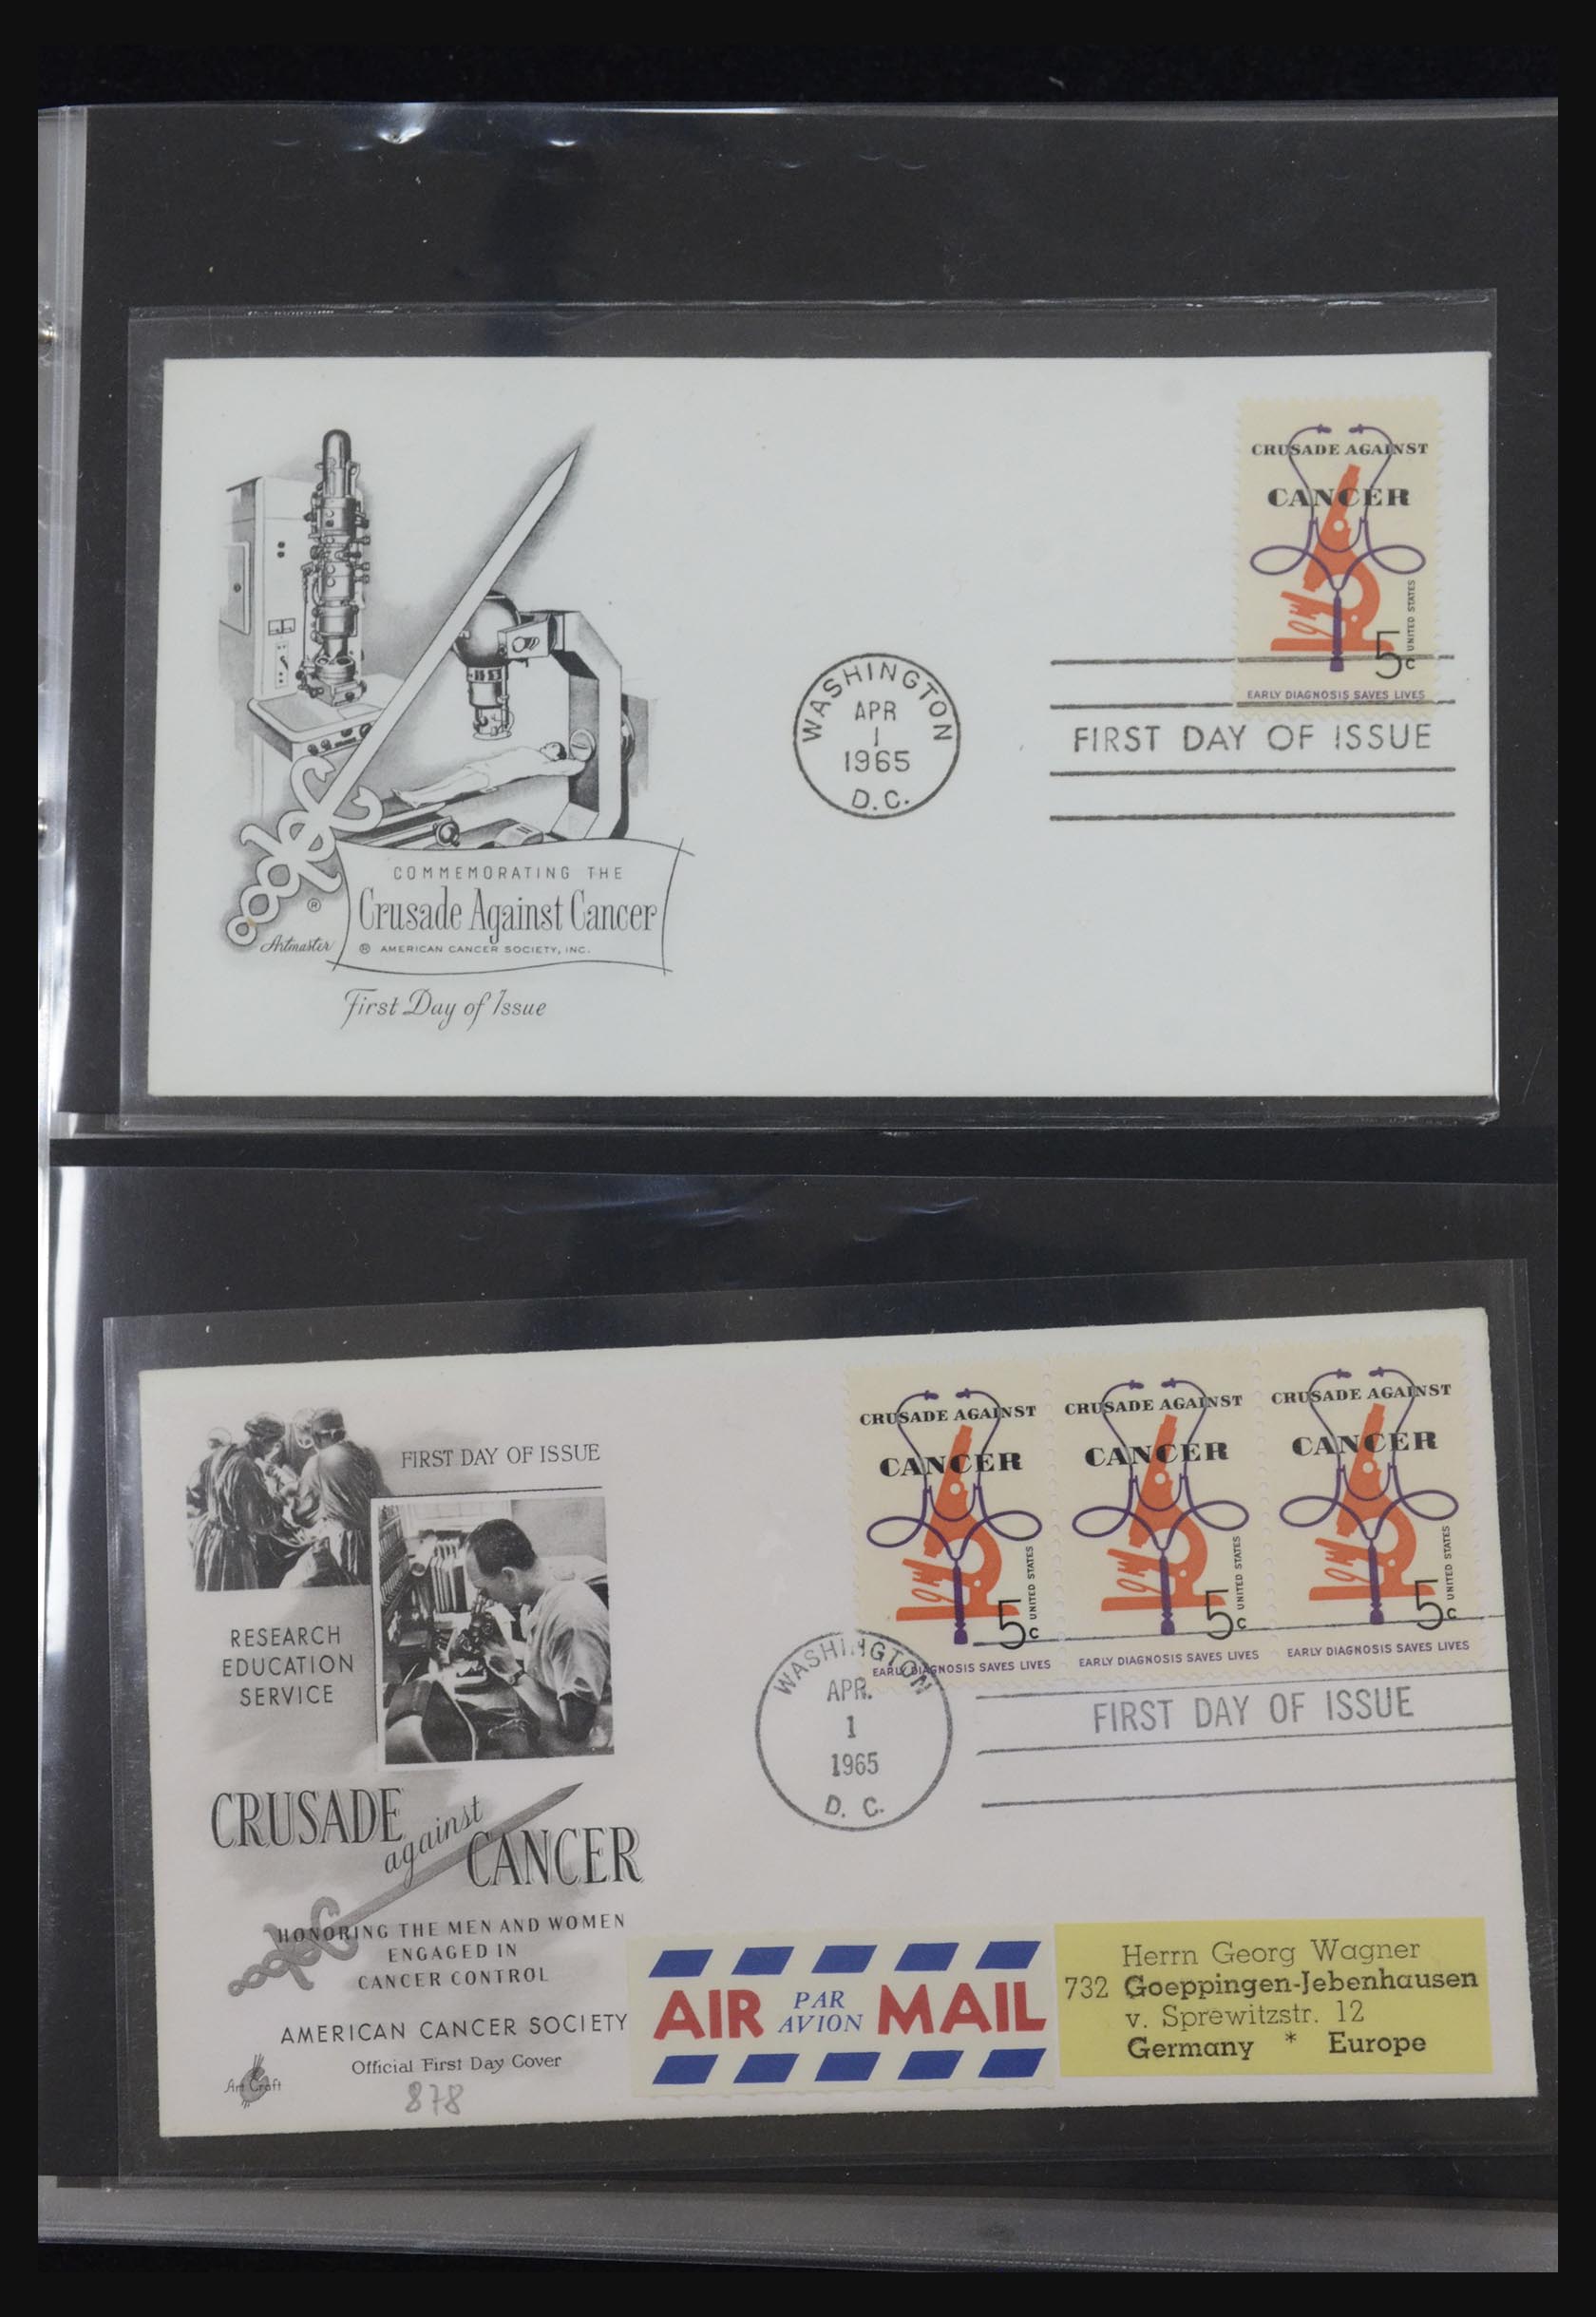 CRUSADE AGAINST
CANCER
UNITED STATES
5c
EARLY DIAGNOSIS SAVES LIVES
WASHINGTON
APR
1
1965
D.C.
FIRST DAY OF ISSUE
COMMEMORATING THE
Crusade Against Cancer
® AMERICAN CANCER SOCIETY, INC.
®
Artmaster
First Day of Issue
FIRST DAY OF ISSUE
RESEARCH
EDUCATION
SERVICE
CRUSADE
against
CANCER
HONORING THE MEN AND WOMEN
ENGAGED IN
CANCER CONTROL
AMERICAN CANCER SOCIETY
Official First Day Cover
Art Craft
878
CRUSADE AGAINST
CANCER
UNITED STATES
5c
EARLY DIAGNOSIS SAVES LIVES
CRUSADE AGAINST
CANCER
UNITED STATES
5c
EARLY DIAGNOSIS SAVES LIVES
CRUSADE AGAINST
CANCER
UNITED STATES
5c
EARLY DIAGNOSIS SAVES LIVES
WASHINGTON
APR.
1
1965
D. C.
FIRST DAY OF ISSUE
AIR PAR AVION MAIL
Herrn Georg Wagner
732 Goeppingen-Jebenhausen
v. Sprewitzstr. 12
Germany * Europe